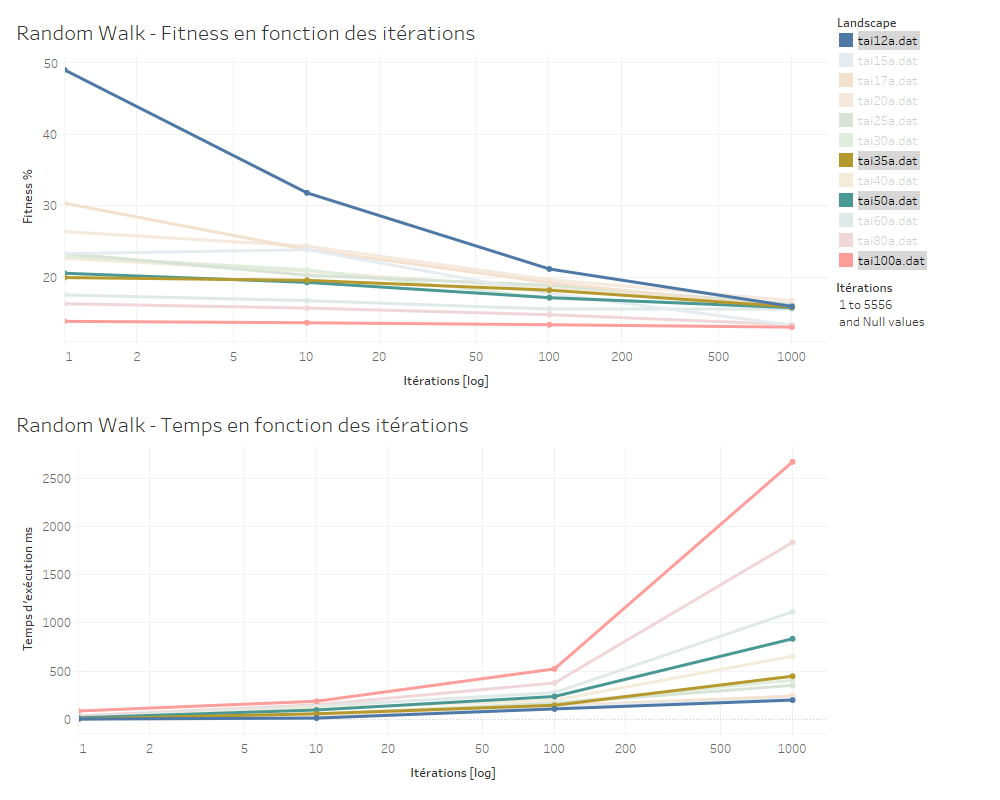 Random Walk - Fitness en fonction des itérations
50
40
30
20
Fitness %
1 2 5 10 20 50 100 200 500 1000
Itérations [log]
Landscape
tai12a.dat
tai15a.dat
tai17a.dat
tai20a.dat
tai25a.dat
tai30a.dat
tai35a.dat
tai40a.dat
tai50a.dat
tai60a.dat
tai80a.dat
tai100a.dat
Itérations
1 to 5556
and Null values
Random Walk - Temps en fonction des itérations
2500
2000
1500
1000
500
0
Temps d'exécution ms
1 2 5 10 20 50 100 200 500 1000
Itérations [log]